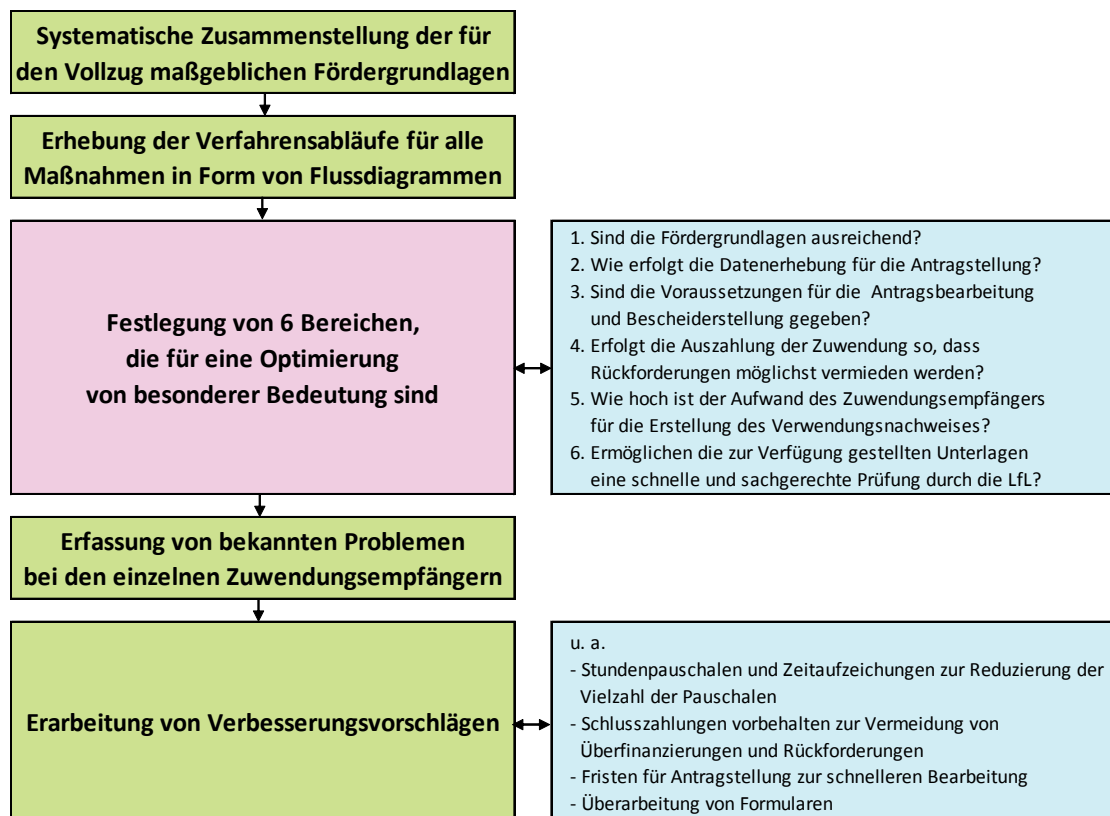 Systematische Zusammenstellung der für
den Vollzug maßgeblichen Fördergrundlagen
Erhebung der Verfahrensabläufe für alle
Maßnahmen in Form von Flussdiagrammen
Festlegung von 6 Bereichen,
die für eine Optimierung
von besonderer Bedeutung sind
1. Sind die Fördergrundlagen ausreichend?
2. Wie erfolgt die Datenerhebung für die Antragstellung?
3. Sind die Voraussetzungen für die Antragsbearbeitung
und Bescheiderstellung gegeben?
4. Erfolgt die Auszahlung der Zuwendung so, dass
Rückforderungen möglichst vermieden werden?
5. Wie hoch ist der Aufwand des Zuwendungsempfängers
für die Erstellung des Verwendungsnachweises?
6. Ermöglichen die zur Verfügung gestellten Unterlagen
eine schnelle und sachgerechte Prüfung durch die LfL?
Erfassung von bekannten Problemen
bei den einzelnen Zuwendungsempfängern
Erarbeitung von Verbesserungsvorschlägen
u. a.
- Stundenpauschalen und Zeitaufzeichungen zur Reduzierung der
Vielzahl der Pauschalen
- Schlusszahlungen vorbehalten zur Vermeidung von
Überfinanzierungen und Rückforderungen
- Fristen für Antragstellung zur schnelleren Bearbeitung
- Überarbeitung von Formularen